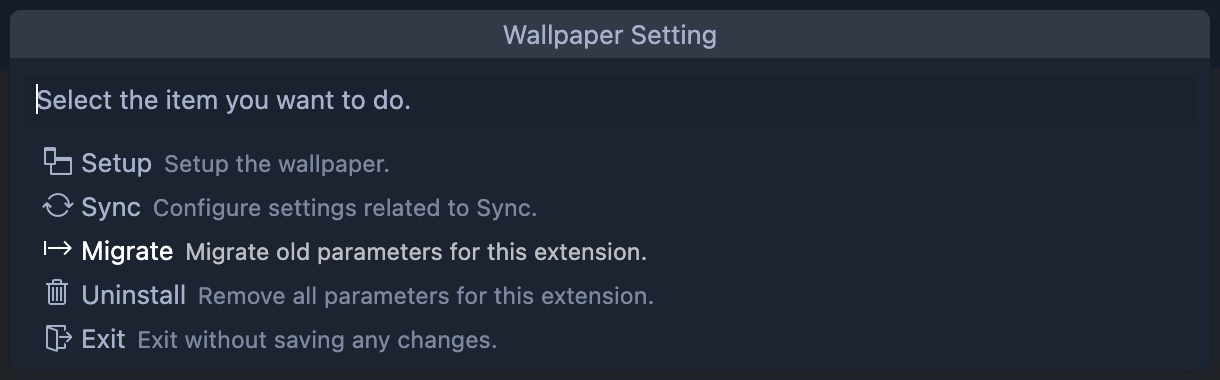 Wallpaper Setting
Select the item you want to do.
Setup Setup the wallpaper.
Sync Configure settings related to Sync.
Migrate Migrate old parameters for this extension.
Uninstall Remove all parameters for this extension.
Exit Exit without saving any changes.